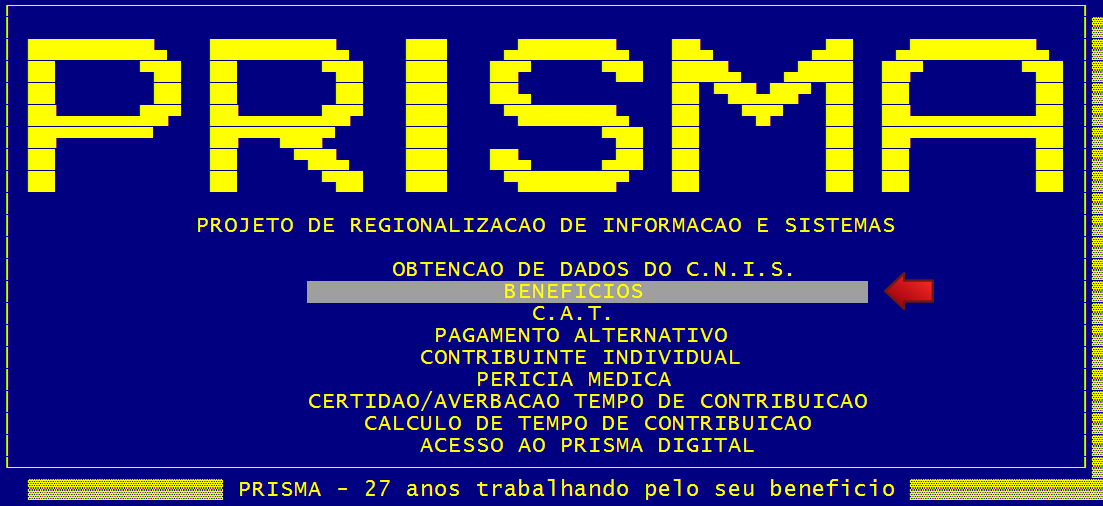 PRISMA
PROJETO DE REGIONALIZACAO DE INFORMACAO E SISTEMAS
OBTENCAO DE DADOS DO C.N.I.S.
BENEFICIOS
C.A.T.
PAGAMENTO ALTERNATIVO
CONTRIBUINTE INDIVIDUAL
PERICIA MEDICA
CERTIDAO/AVERBACAO TEMPO DE CONTRIBUICAO
CALCULO DE TEMPO DE CONTRIBUICAO
ACESSO AO PRISMA DIGITAL
PRISMA - 27 anos trabalhando pelo seu beneficio